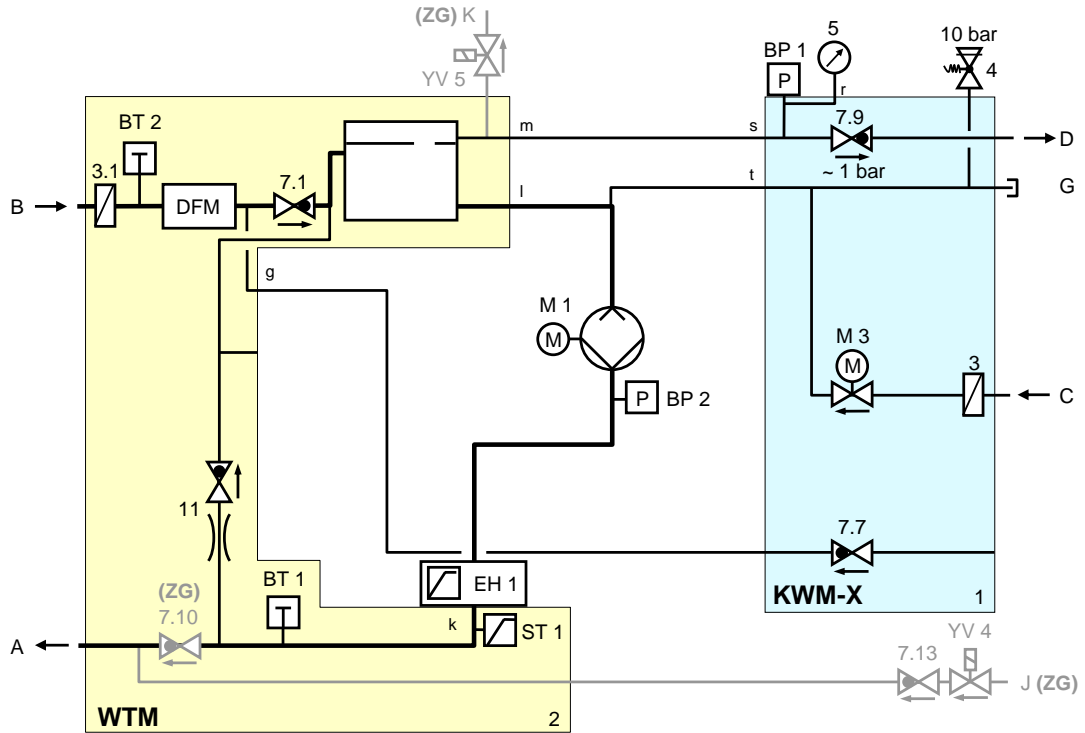 (ZG) K
YV 5
5
BP 1
P
r
10 bar
4
BT 2
T
3.1
B
DFM
7.1
m
s
7.9
D
~ 1 bar
t
G
l
g
M 1
M
M 3
M
3
C
P
BP 2
11
7.7
(ZG)
7.10
BT 1
T
EH 1
KWM-X
1
k
ST 1
A
YV 4
7.13
J (ZG)
WTM
2